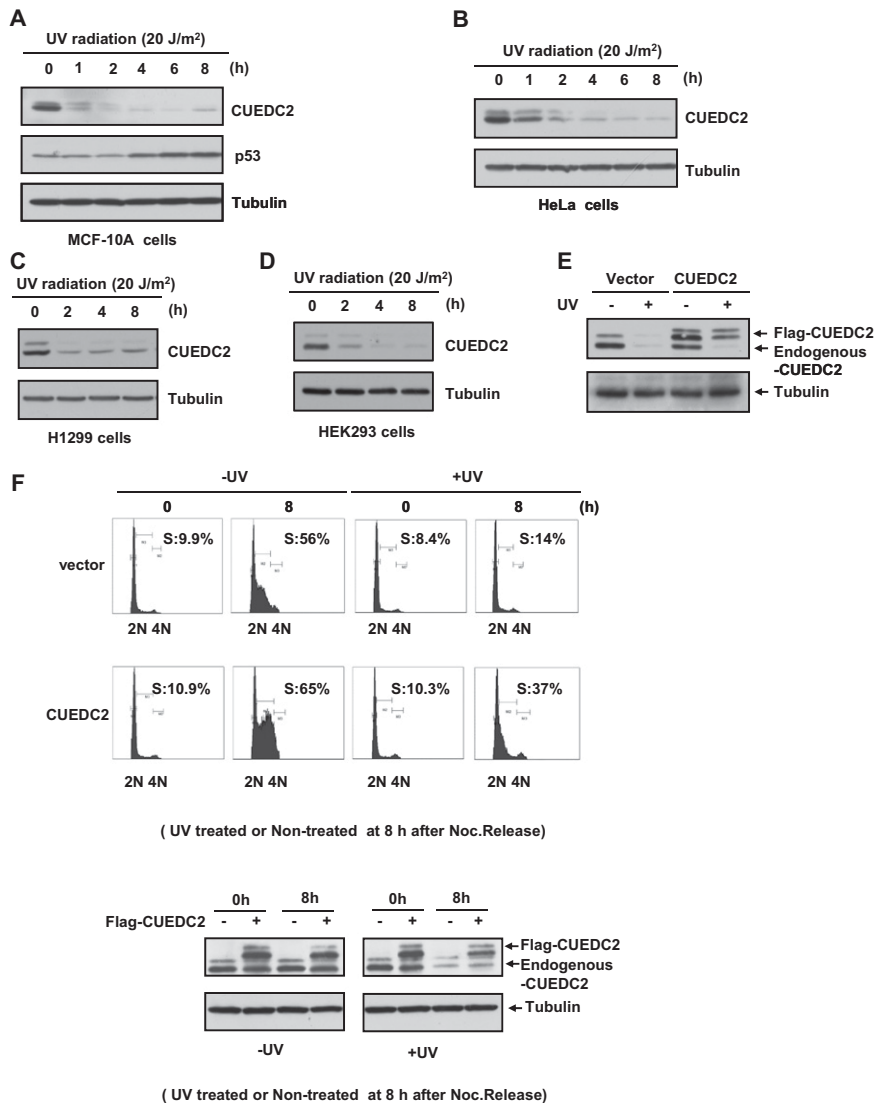 A
UV radiation (20 J/m²)
0 1 2 4 6 8 (h)
CUEDC2
p53
Tubulin
MCF-10A cells
B
UV radiation (20 J/m²)
0 1 2 4 6 8 (h)
CUEDC2
Tubulin
HeLa cells
C
UV radiation (20 J/m²)
0 2 4 8 (h)
CUEDC2
Tubulin
H1299 cells
D
UV radiation (20 J/m²)
0 2 4 8 (h)
CUEDC2
Tubulin
HEK293 cells
E
Vector CUEDC2
UV - + - +
Flag-CUEDC2
Endogenous
-CUEDC2
Tubulin
F
-UV +UV
0 8 0 8 (h)
vector
S:9.9% S:56% S:8.4% S:14%
2N 4N 2N 4N 2N 4N 2N 4N
CUEDC2
S:10.9% S:65% S:10.3% S:37%
2N 4N 2N 4N 2N 4N 2N 4N
( UV treated or Non-treated at 8 h after Noc.Release)
0h 8h 0h 8h
Flag-CUEDC2 - + - + - + - +
Flag-CUEDC2
Endogenous
-CUEDC2
Tubulin
-UV +UV
( UV treated or Non-treated at 8 h after Noc.Release)